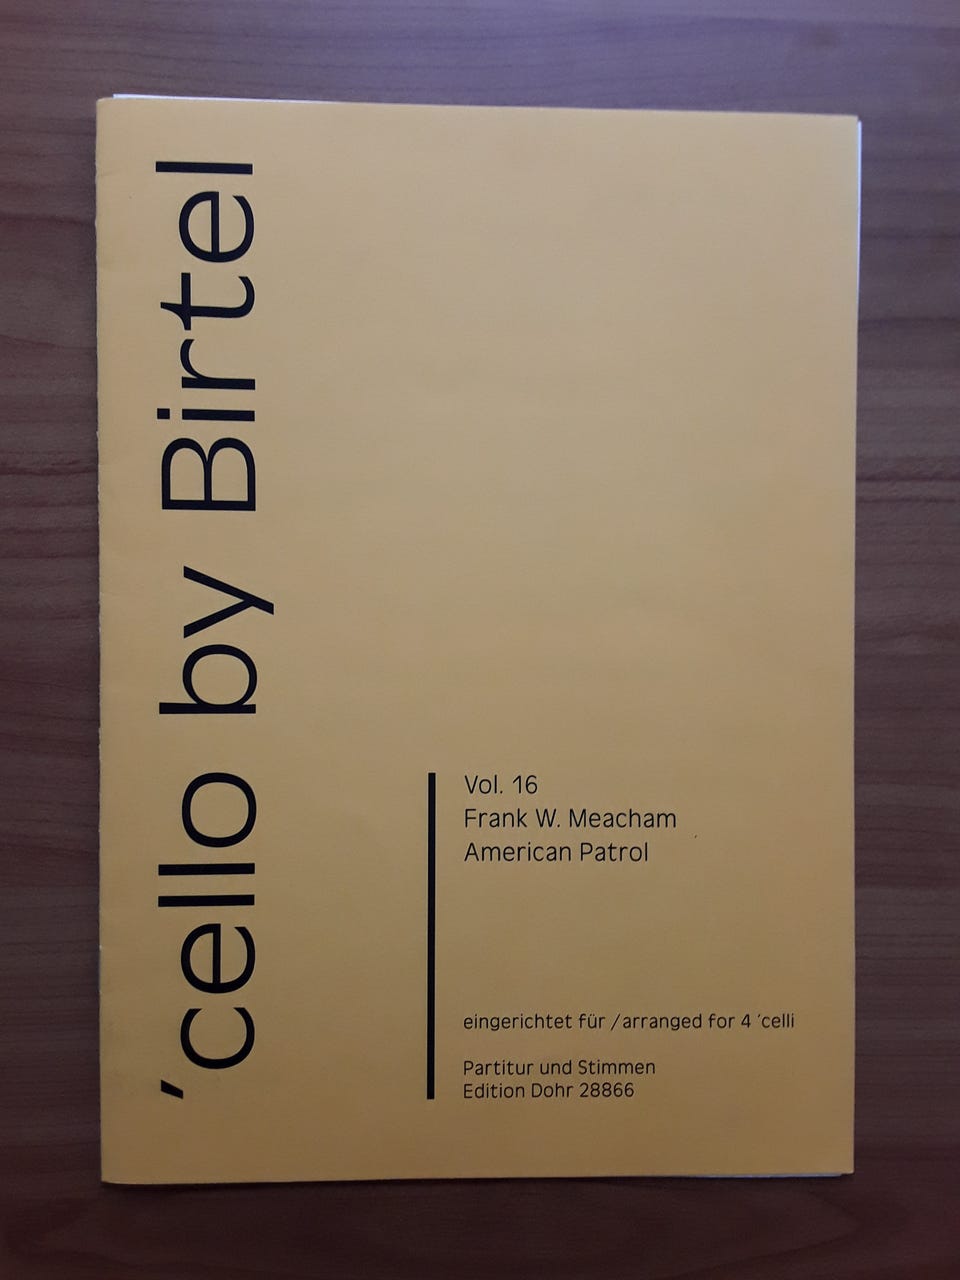 'cello by Birtel
Vol. 16
Frank W. Meacham
American Patrol
eingerichtet für /arranged for 4 'celli
Partitur und Stimmen
Edition Dohr 28866